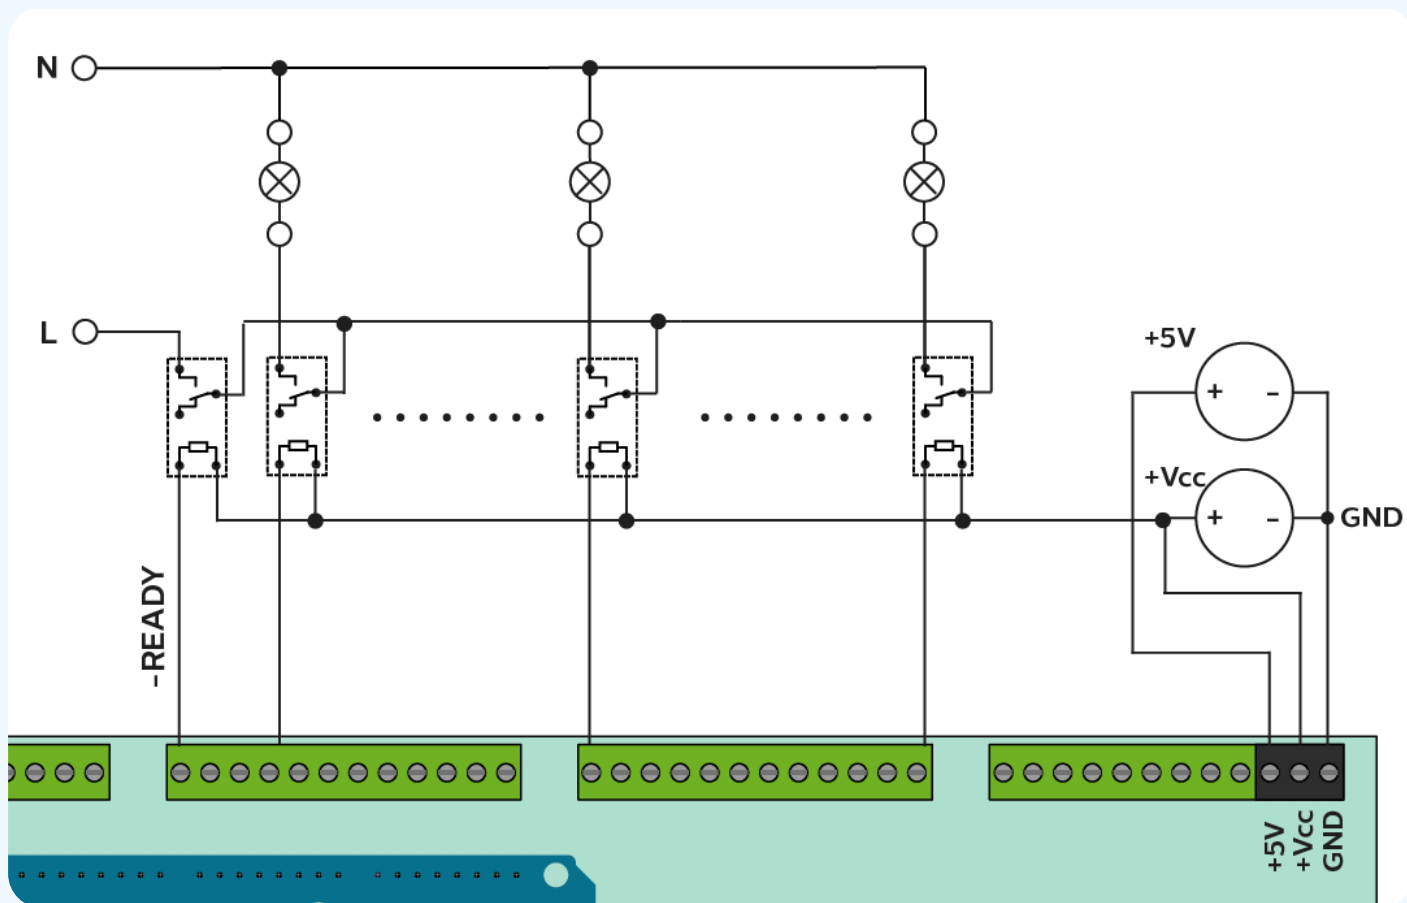 N
L
+5V
+Vcc
GND
–READY
+5V
+Vcc
GND